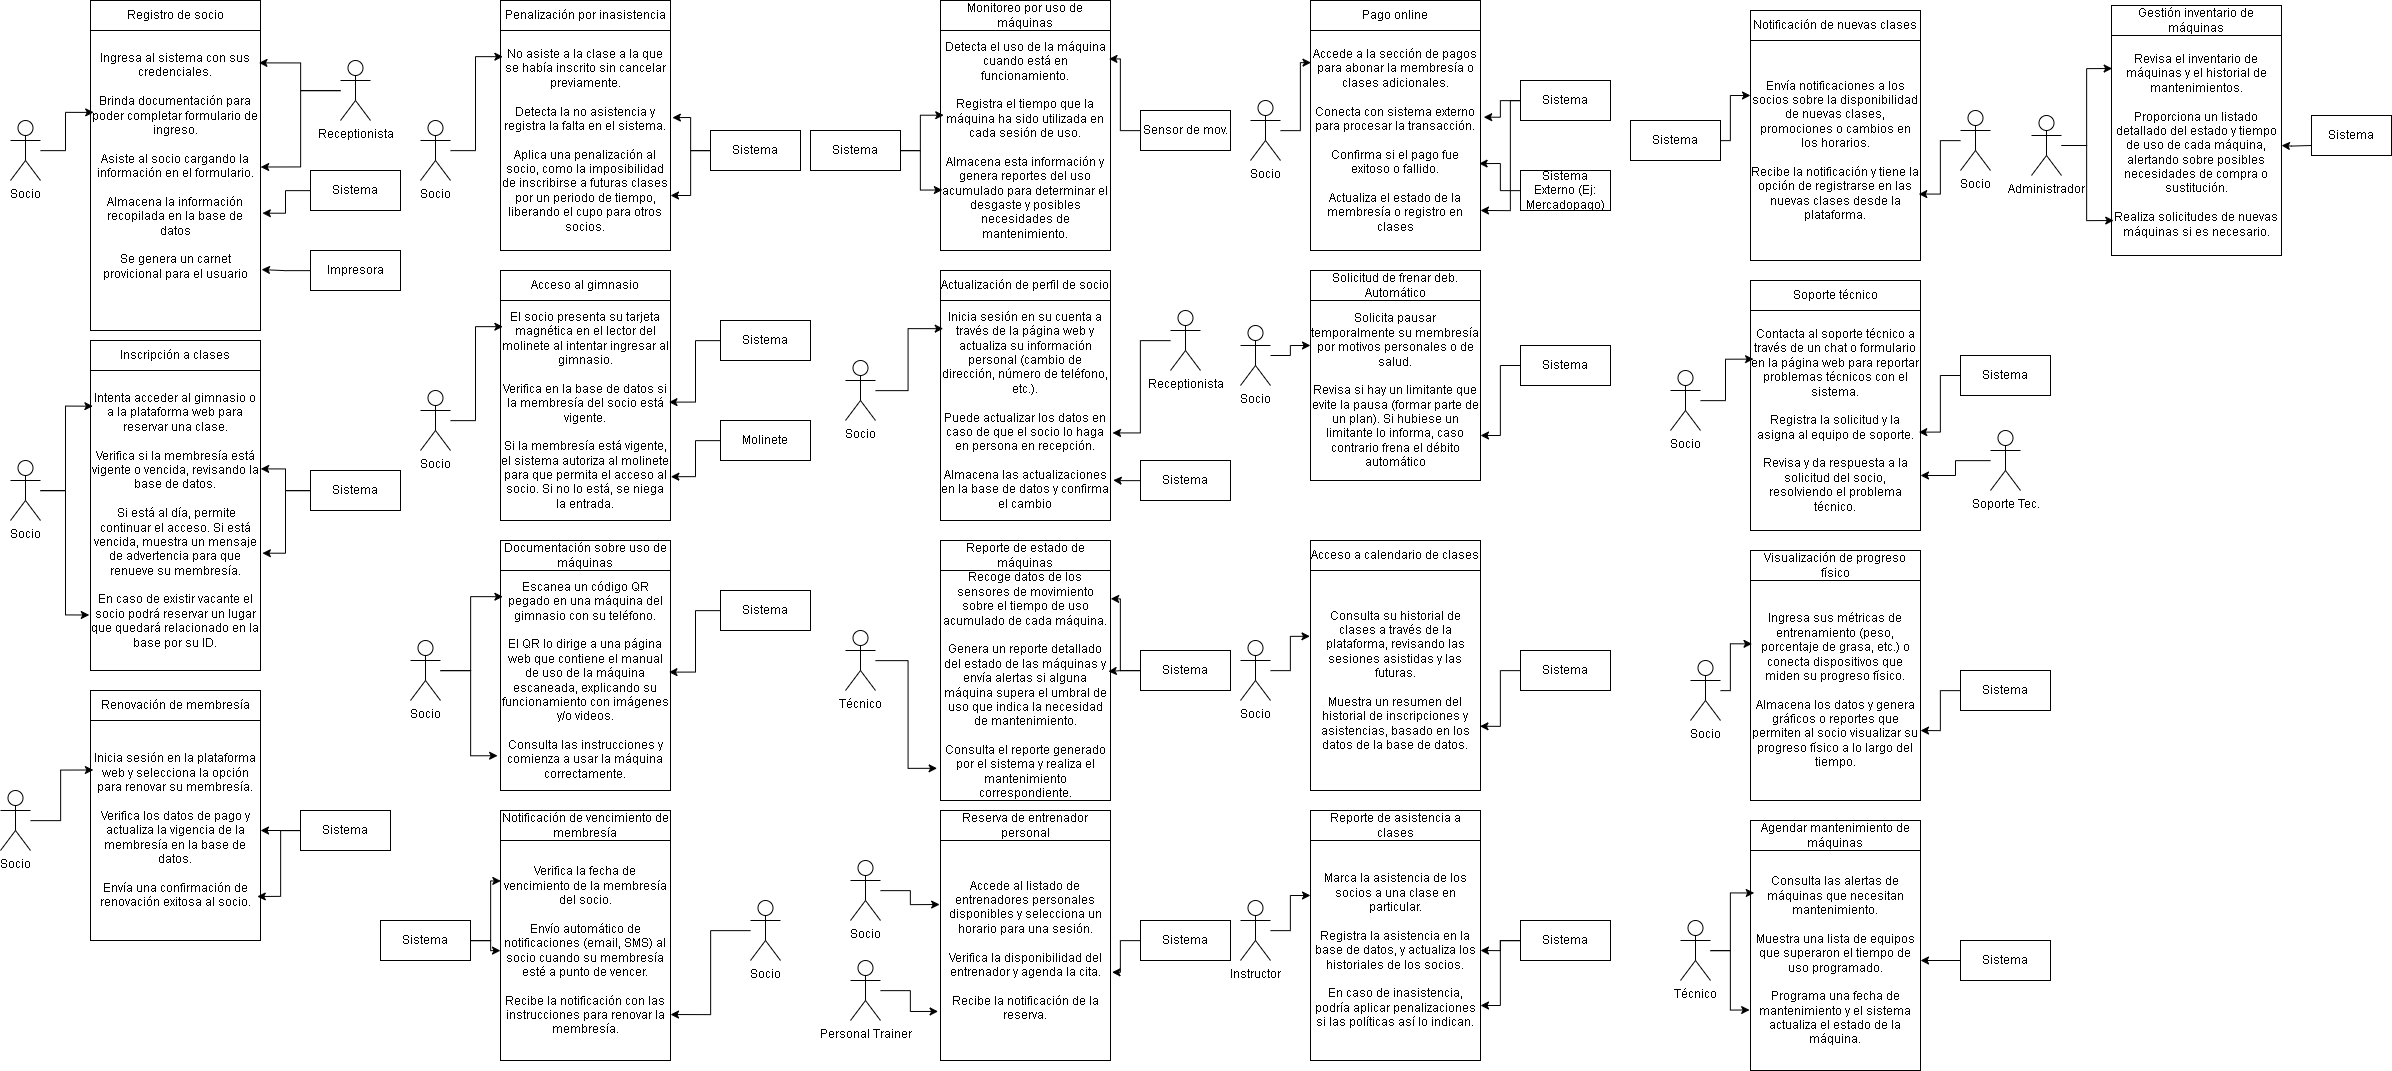 Registro de socio
Ingresa al sistema con sus
credenciales.
Brinda documentación para
poder completar formulario de
ingreso.
Asiste al socio cargando la
información en el formulario.
Almacena la información
recopilada en la base de
datos
Se genera un carnet
provicional para el usuario
Socio
Receptionista
Sistema
Impresora
Inscripción a clases
Intenta acceder al gimnasio o
a la plataforma web para
reservar una clase.
Verifica si la membresía está
vigente o vencida, revisando la
base de datos.
Si está al día, permite
continuar el acceso. Si está
vencida, muestra un mensaje
de advertencia para que
renueve su membresía.
En caso de existir vacante el
socio podrá reservar un lugar
que quedará relacionado en la
base por su ID.
Socio
Sistema
Renovación de membresía
Inicia sesión en la plataforma
web y selecciona la opción
para renovar su membresía.
Verifica los datos de pago y
actualiza la vigencia de la
membresía en la base de
datos.
Envía una confirmación de
renovación exitosa al socio.
Socio
Sistema
Penalización por inasistencia
No asiste a la clase a la que
se había inscrito sin cancelar
previamente.
Detecta la no asistencia y
registra la falta en el sistema.
Aplica una penalización al
socio, como la imposibilidad
de inscribirse a futuras clases
por un periodo de tiempo,
liberando el cupo para otros
socios.
Socio
Sistema
Acceso al gimnasio
El socio presenta su tarjeta
magnética en el lector del
molinete al intentar ingresar al
gimnasio.
Verifica en la base de datos si
la membresía del socio está
vigente.
Si la membresía está vigente,
el sistema autoriza al molinete
para que permita el acceso al
socio. Si no lo está, se niega
la entrada.
Socio
Sistema
Molinete
Documentación sobre uso de
máquinas
Escanea un código QR
pegado en una máquina del
gimnasio con su teléfono.
El QR lo dirige a una página
web que contiene el manual
de uso de la máquina
escaneada, explicando su
funcionamiento con imágenes
y/o videos.
Consulta las instrucciones y
comienza a usar la máquina
correctamente.
Socio
Sistema
Notificación de vencimiento de
membresía
Verifica la fecha de
vencimiento de la membresía
del socio.
Envío automático de
notificaciones (email, SMS) al
socio cuando su membresía
esté a punto de vencer.
Recibe la notificación con las
instrucciones para renovar la
membresía.
Sistema
Socio
Monitoreo por uso de
máquinas
Detecta el uso de la máquina
cuando está en
funcionamiento.
Registra el tiempo que la
máquina ha sido utilizada en
cada sesión de uso.
Almacena esta información y
genera reportes del uso
acumulado para determinar el
desgaste y posibles
necesidades de
mantenimiento.
Sistema
Sensor de mov.
Actualización de perfil de socio
Inicia sesión en su cuenta a
través de la página web y
actualiza su información
personal (cambio de
dirección, número de teléfono,
etc.).
Puede actualizar los datos en
caso de que el socio lo haga
en persona en recepción.
Almacena las actualizaciones
en la base de datos y confirma
el cambio
Socio
Receptionista
Sistema
Reporte de estado de
máquinas
Recoge datos de los
sensores de movimiento
sobre el tiempo de uso
acumulado de cada máquina.
Genera un reporte detallado
del estado de las máquinas y
envía alertas si alguna
máquina supera el umbral de
uso que indica la necesidad
de mantenimiento.
Consulta el reporte generado
por el sistema y realiza el
mantenimiento
correspondiente.
Técnico
Sistema
Reserva de entrenador
personal
Accede al listado de
entrenadores personales
disponibles y selecciona un
horario para una sesión.
Verifica la disponibilidad del
entrenador y agenda la cita.
Recibe la notificación de la
reserva.
Socio
Personal Trainer
Sistema
Pago online
Accede a la sección de pagos
para abonar la membresía o
clases adicionales.
Conecta con sistema externo
para procesar la transacción.
Confirma si el pago fue
exitoso o fallido.
Actualiza el estado de la
membresía o registro en
clases
Socio
Sistema
Sistema
Externo (Ej:
Mercadopago)
Solicitud de frenar deb.
Automático
Solicita pausar
temporalmente su membresía
por motivos personales o de
salud.
Revisa si hay un limitante que
evite la pausa (formar parte de
un plan). Si hubiese un
limitante lo informa, caso
contrario frena el débito
automático
Socio
Sistema
Acceso a calendario de clases
Consulta su historial de
clases a través de la
plataforma, revisando las
sesiones asistidas y las
futuras.
Muestra un resumen del
historial de inscripciones y
asistencias, basado en los
datos de la base de datos.
Socio
Sistema
Reporte de asistencia a
clases
Marca la asistencia de los
socios a una clase en
particular.
Registra la asistencia en la
base de datos, y actualiza los
historiales de los socios.
En caso de inasistencia,
podría aplicar penalizaciones
si las políticas así lo indican.
Instructor
Sistema
Notificación de nuevas clases
Envía notificaciones a los
socios sobre la disponibilidad
de nuevas clases,
promociones o cambios en
los horarios.
Recibe la notificación y tiene la
opción de registrarse en las
nuevas clases desde la
plataforma.
Sistema
Socio
Soporte técnico
Contacta al soporte técnico a
través de un chat o formulario
en la página web para reportar
problemas técnicos con el
sistema.
Registra la solicitud y la
asigna al equipo de soporte.
Revisa y da respuesta a la
solicitud del socio,
resolviendo el problema
técnico.
Socio
Sistema
Soporte Tec.
Visualización de progreso
físico
Ingresa sus métricas de
entrenamiento (peso,
porcentaje de grasa, etc.) o
conecta dispositivos que
miden su progreso físico.
Almacena los datos y genera
gráficos o reportes que
permiten al socio visualizar su
progreso físico a lo largo del
tiempo.
Socio
Sistema
Agendar mantenimiento de
máquinas
Consulta las alertas de
máquinas que necesitan
mantenimiento.
Muestra una lista de equipos
que superaron el tiempo de
uso programado.
Programa una fecha de
mantenimiento y el sistema
actualiza el estado de la
máquina.
Técnico
Sistema
Gestión inventario de
máquinas
Revisa el inventario de
máquinas y el historial de
mantenimientos.
Proporciona un listado
detallado del estado y tiempo
de uso de cada máquina,
alertando sobre posibles
necesidades de compra o
sustitución.
Realiza solicitudes de nuevas
máquinas si es necesario.
Administrador
Sistema